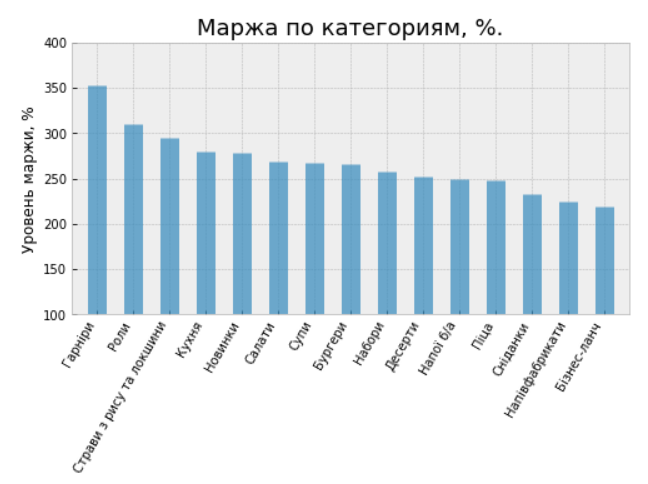 Маржа по категориям, %.
Уровень маржи, %
400
350
300
250
200
150
100
Гарніри
Роли
Страви з рису та локшини
Кухня
Новинки
Салати
Супи
Бургери
Набори
Десерти
Напої б/а
Піца
Сніданки
Напівфабрикати
Бізнес-ланч